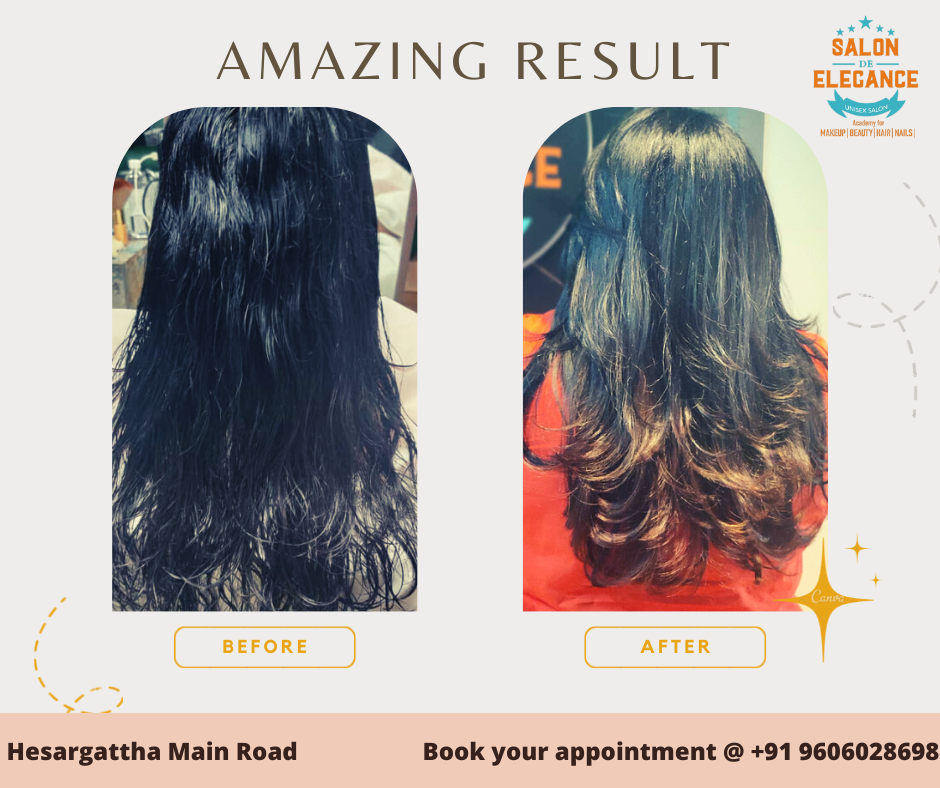 AMAZING RESULT
SALON
DE
ELEGANCE
UNISEX SALON
Academy for
MAKEUP | BEAUTY | HAIR | NAILS |
CE
BEFORE
AFTER
Canva
Hesargattha Main Road
Book your appointment @ +91 9606028698